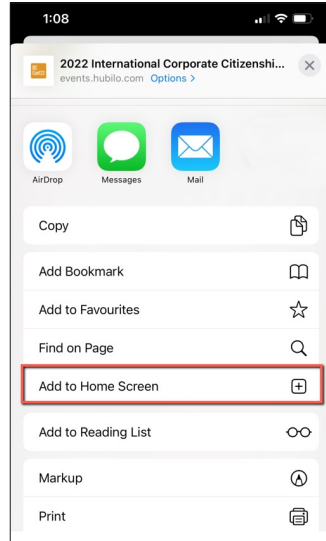 1:08
2022 International Corporate Citizenshi...
events.hubilo.com Options >
AirDrop Messages Mail
Copy
Add Bookmark
Add to Favourites
Find on Page
Add to Home Screen
Add to Reading List
Markup
Print